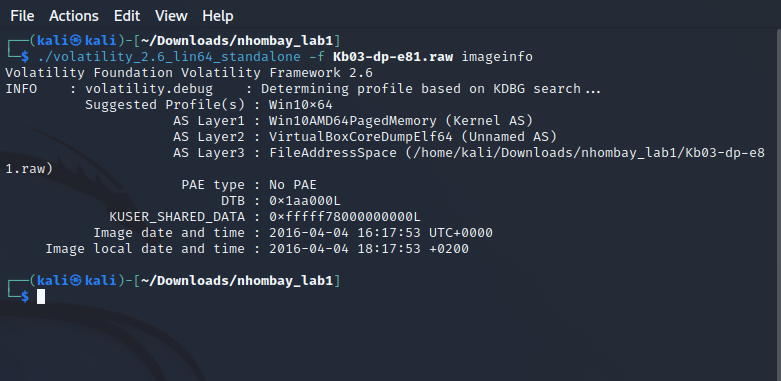 File Actions Edit View Help
┌──(kali㉿kali)-[~/Downloads/nhombay_lab1]
└─$ ./volatility_2.6_lin64_standalone -f Kb03-dp-e81.raw imageinfo
Volatility Foundation Volatility Framework 2.6
INFO    : volatility.debug    : Determining profile based on KDBG search...
          Suggested Profile(s) : Win10x64
                     AS Layer1 : Win10AMD64PagedMemory (Kernel AS)
                     AS Layer2 : VirtualBoxCoreDumpElf64 (Unnamed AS)
                     AS Layer3 : FileAddressSpace (/home/kali/Downloads/nhombay_lab1/Kb03-dp-e8
1.raw)
                      PAE type : No PAE
                           DTB : 0x1aa000L
             KUSER_SHARED_DATA : 0xfffff78000000000L
           Image date and time : 2016-04-04 16:17:53 UTC+0000
     Image local date and time : 2016-04-04 18:17:53 +0200
┌──(kali㉿kali)-[~/Downloads/nhombay_lab1]
└─$